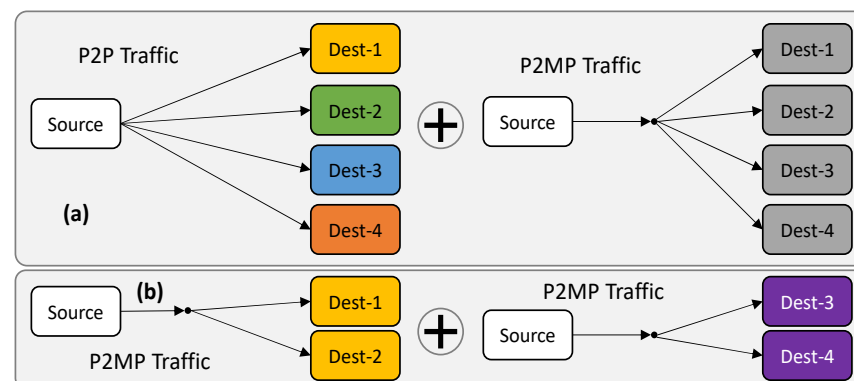 P2P Traffic
Source
Dest-1
Dest-2
Dest-3
Dest-4
(a)
P2MP Traffic
Source
Dest-1
Dest-2
Dest-3
Dest-4
(b)
Source
Dest-1
Dest-2
P2MP Traffic
P2MP Traffic
Source
Dest-3
Dest-4